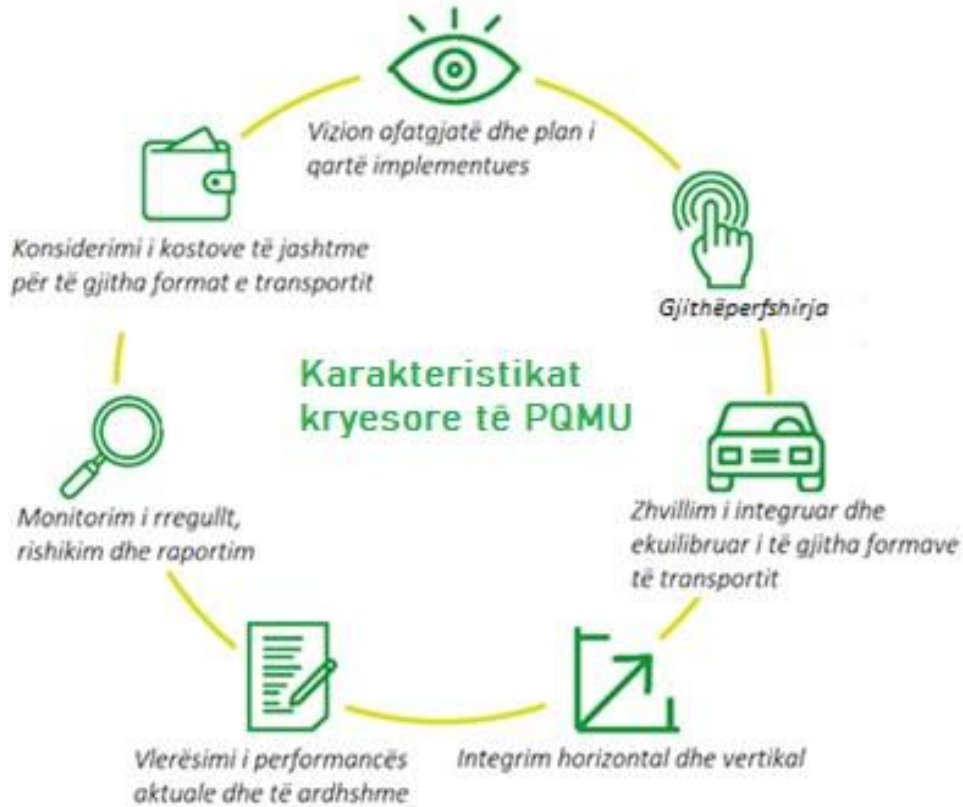 Vizion afatgjatë dhe plan i
qartë implementues
Gjithëperfshirja
Zhvillim i integruar dhe
ekuilibruar i të gjitha formave
të transportit
Integrim horizontal dhe vertikal
Vlerësimi i performancës
aktuale dhe të ardhshme
Monitorim i rregullt,
rishikim dhe raportim
Konsiderimi i kostove të jashtme
për të gjitha format e transportit
Karakteristikat
kryesore të PQMU